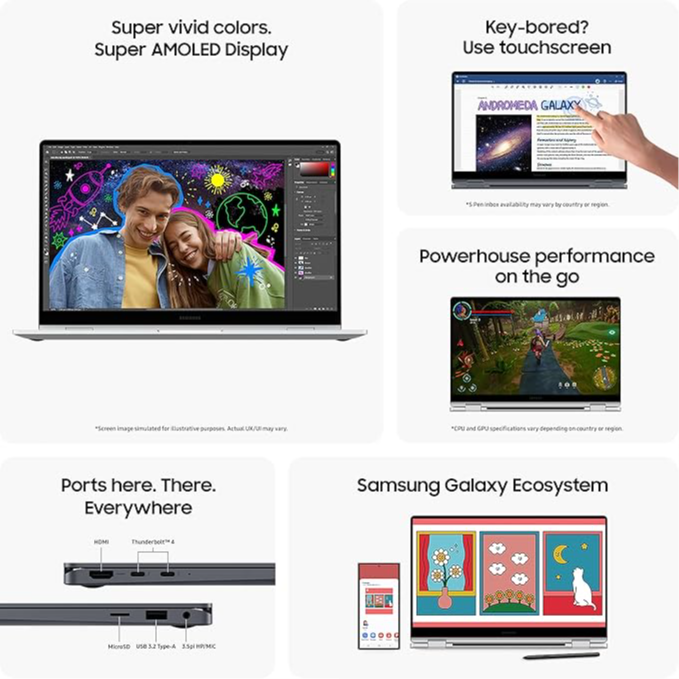 Super vivid colors.
Super AMOLED Display
*Screen image simulated for illustrative purposes. Actual UX/UI may vary.
Key-bored?
Use touchscreen
ANDROMEDA GALAXY
*S Pen inbox availability may vary by country or region.
Powerhouse performance
on the go
*CPU and GPU specifications vary depending on country or region.
Ports here. There.
Everywhere
HDMI
Thunderbolt™ 4
MicroSD
USB 3.2 Type-A
3.5pi HP/MIC
Samsung Galaxy Ecosystem